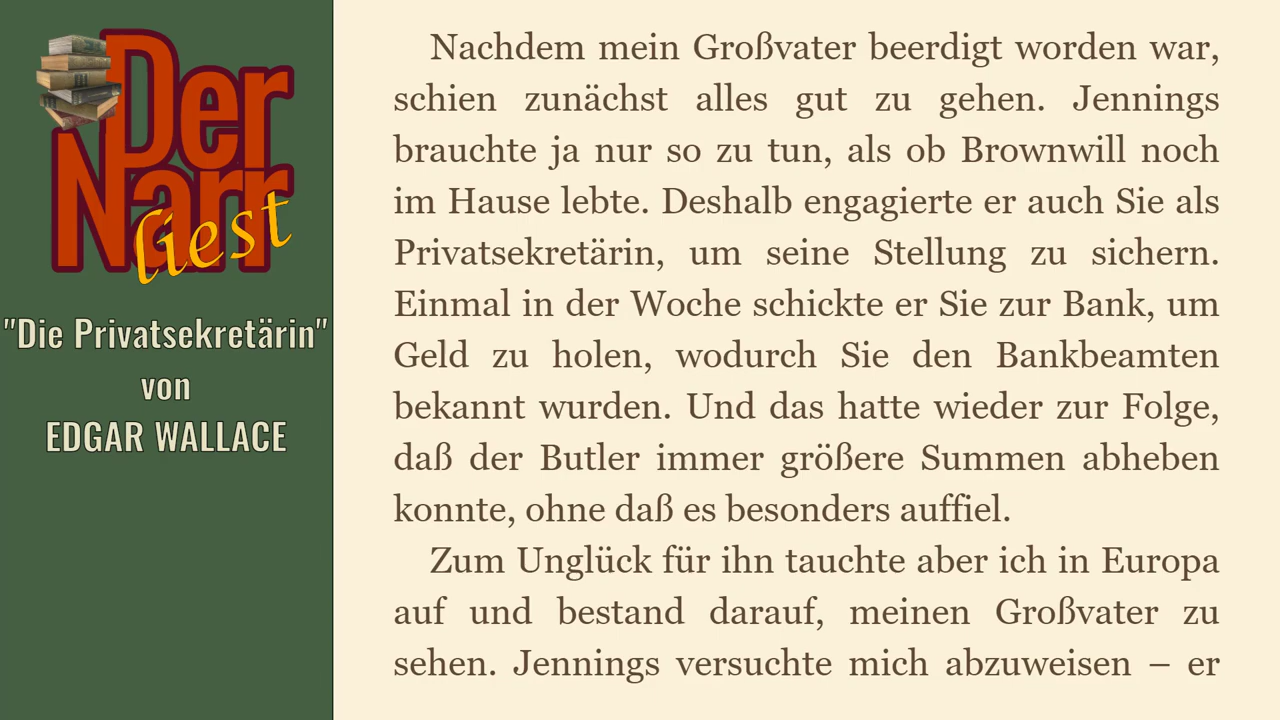 Der
Narr
liest
"Die Privatsekretärin"
von
EDGAR WALLACE
Nachdem mein Großvater beerdigt worden war,
schien zunächst alles gut zu gehen. Jennings
brauchte ja nur so zu tun, als ob Brownwill noch
im Hause lebte. Deshalb engagierte er auch Sie als
Privatsekretärin, um seine Stellung zu sichern.
Einmal in der Woche schickte er Sie zur Bank, um
Geld zu holen, wodurch Sie den Bankbeamten
bekannt wurden. Und das hatte wieder zur Folge,
daß der Butler immer größere Summen abheben
konnte, ohne daß es besonders auffiel.
Zum Unglück für ihn tauchte aber ich in Europa
auf und bestand darauf, meinen Großvater zu
sehen. Jennings versuchte mich abzuweisen – er